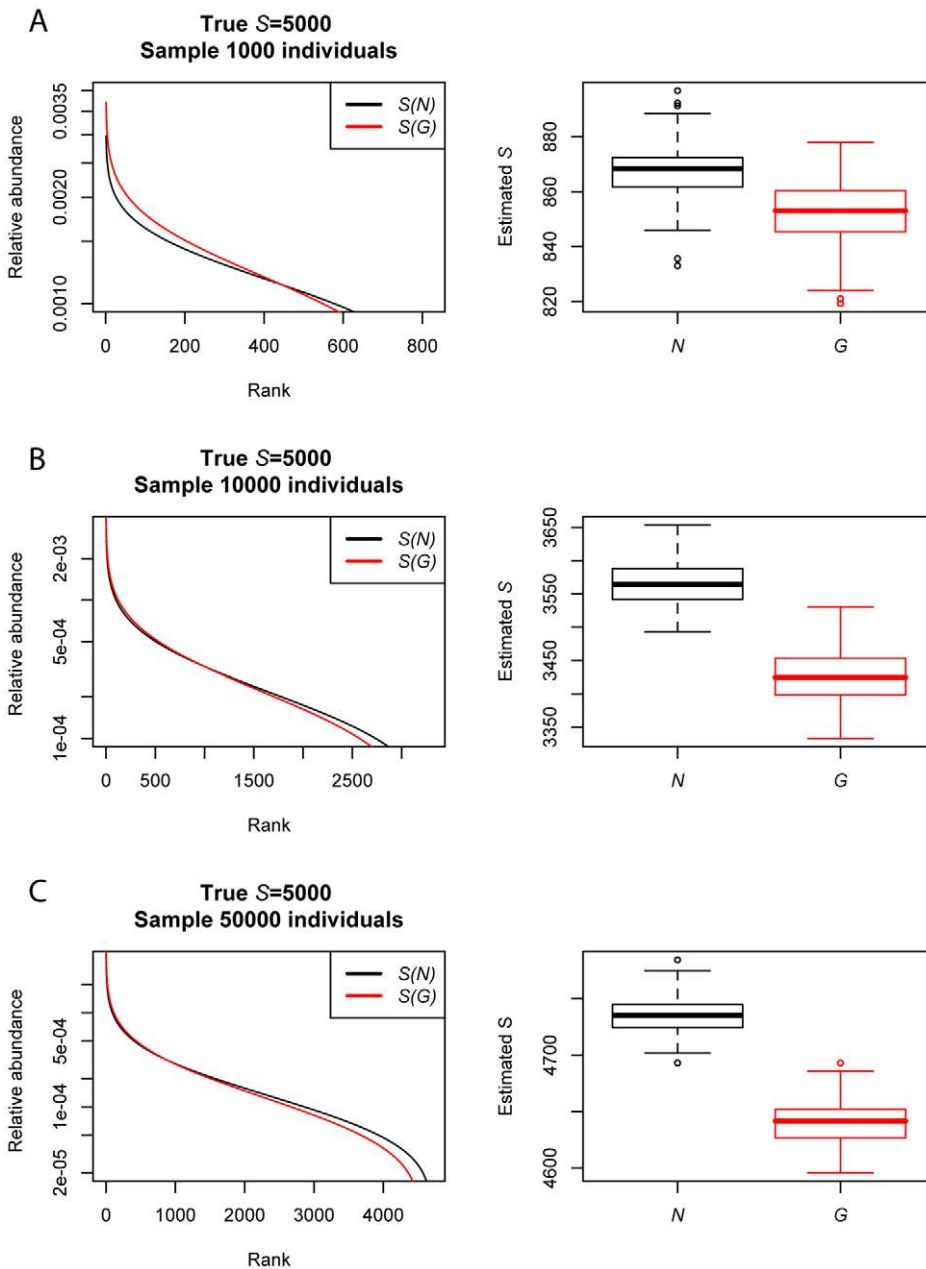 A
True S=5000
Sample 1000 individuals
Relative abundance
0.0035
0.0020
0.0010
S(N)
S(G)
0 200 400 600 800
Rank
Estimated S
880
860
840
820
N G
B
True S=5000
Sample 10000 individuals
Relative abundance
2e-03
5e-04
1e-04
S(N)
S(G)
0 500 1500 2500
Rank
Estimated S
3650
3550
3450
3350
N G
C
True S=5000
Sample 50000 individuals
Relative abundance
5e-04
1e-04
2e-05
S(N)
S(G)
0 1000 2000 3000 4000
Rank
Estimated S
4700
4600
N G